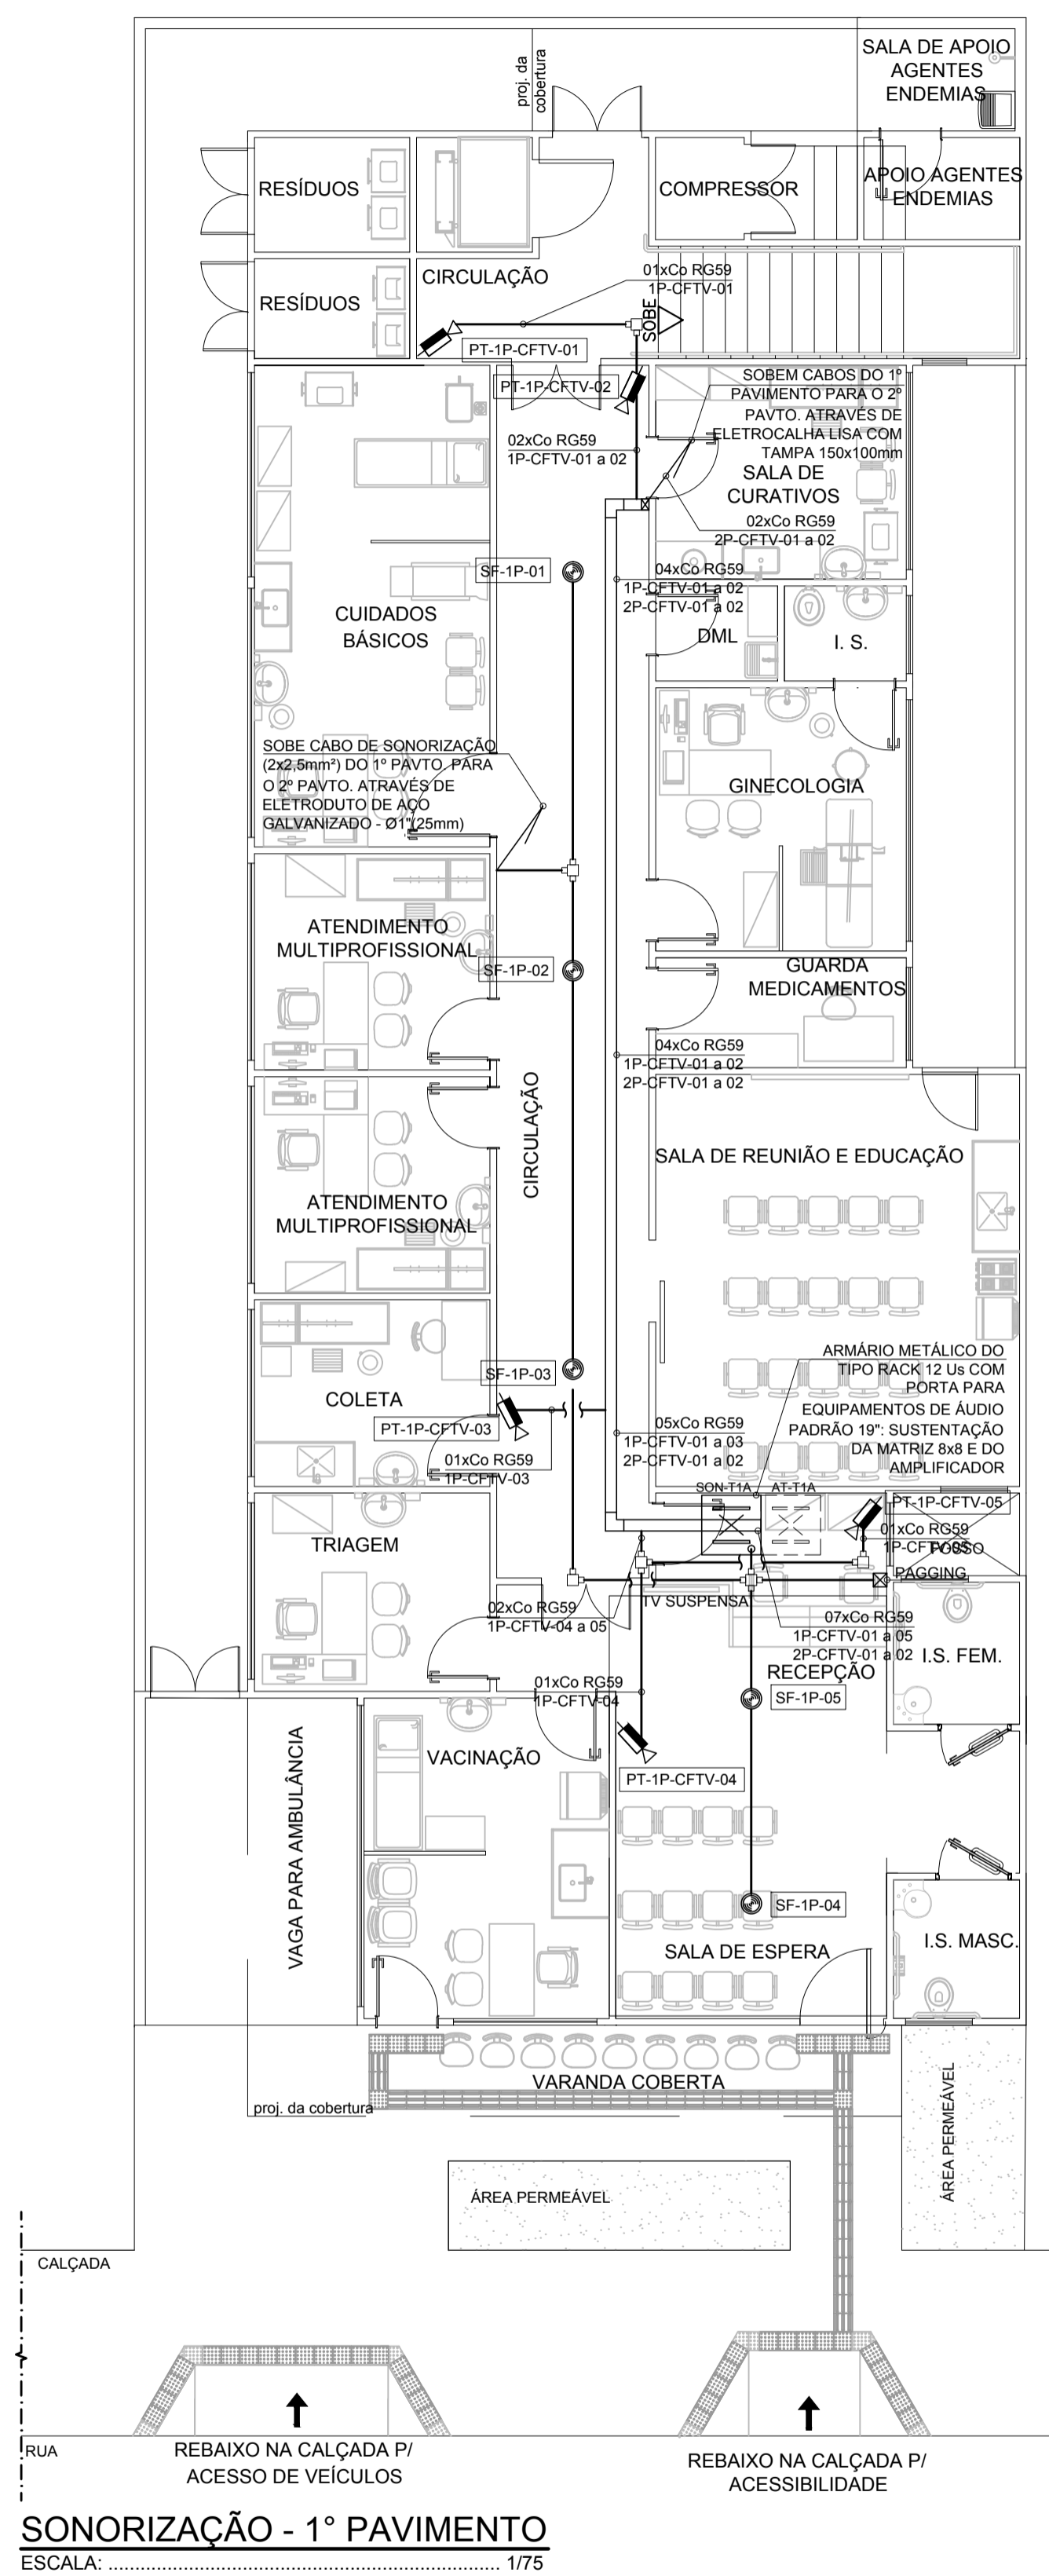 SALA DE APOIO
AGENTES
ENDEMIAS
proj. da
cobertura
RESÍDUOS
COMPRESSOR
APOIO AGENTES
ENDEMIAS
CIRCULAÇÃO
01xCo RG59
1P-CFTV-01
RESÍDUOS
SOBE
PT-1P-CFTV-01
PT-1P-CFTV-02
SOBEM CABOS DO 1º
PAVIMENTO PARA O 2º
PAVTO. ATRAVÉS DE
ELETROCALHA LISA COM
TAMPA 150x100mm
02xCo RG59
1P-CFTV-01 a 02
SALA DE
CURATIVOS
02xCo RG59
2P-CFTV-01 a 02
SF-1P-01
04xCo RG59
1P-CFTV-01 a 02
2P-CFTV-01 a 02
CUIDADOS
BÁSICOS
DML
I. S.
SOBE CABO DE SONORIZAÇÃO
(2x2,5mm²) DO 1º PAVTO. PARA
O 2º PAVTO. ATRAVÉS DE
ELETRODUTO DE AÇO
GALVANIZADO - Ø1"(25mm)
GINECOLOGIA
ATENDIMENTO
MULTIPROFISSIONAL
SF-1P-02
GUARDA
MEDICAMENTOS
04xCo RG59
1P-CFTV-01 a 02
2P-CFTV-01 a 02
CIRCULAÇÃO
SALA DE REUNIÃO E EDUCAÇÃO
ATENDIMENTO
MULTIPROFISSIONAL
ARMÁRIO METÁLICO DO
TIPO RACK 12 Us COM
PORTA PARA
EQUIPAMENTOS DE ÁUDIO
PADRÃO 19": SUSTENTAÇÃO
DA MATRIZ 8x8 E DO
AMPLIFICADOR
SF-1P-03
COLETA
PT-1P-CFTV-03
05xCo RG59
1P-CFTV-01 a 03
2P-CFTV-01 a 02
01xCo RG59
1P-CFTV-03
SON-T1A
AT-T1A
PT-1P-CFTV-05
01xCo RG59
1P-CFTV-05
FOSSO
TRIAGEM
PAGGING
TV SUSPENSA
02xCo RG59
1P-CFTV-04 a 05
07xCo RG59
1P-CFTV-01 a 05
2P-CFTV-01 a 02
I.S. FEM.
RECEPÇÃO
01xCo RG59
1P-CFTV-04
SF-1P-05
VACINAÇÃO
PT-1P-CFTV-04
VAGA PARA AMBULÂNCIA
SF-1P-04
SALA DE ESPERA
I.S. MASC.
VARANDA COBERTA
proj. da cobertura
ÁREA PERMEÁVEL
ÁREA PERMEÁVEL
CALÇADA
RUA
REBAIXO NA CALÇADA P/
ACESSO DE VEÍCULOS
REBAIXO NA CALÇADA P/
ACESSIBILIDADE
SONORIZAÇÃO - 1° PAVIMENTO
ESCALA: ........................................................................ 1/75